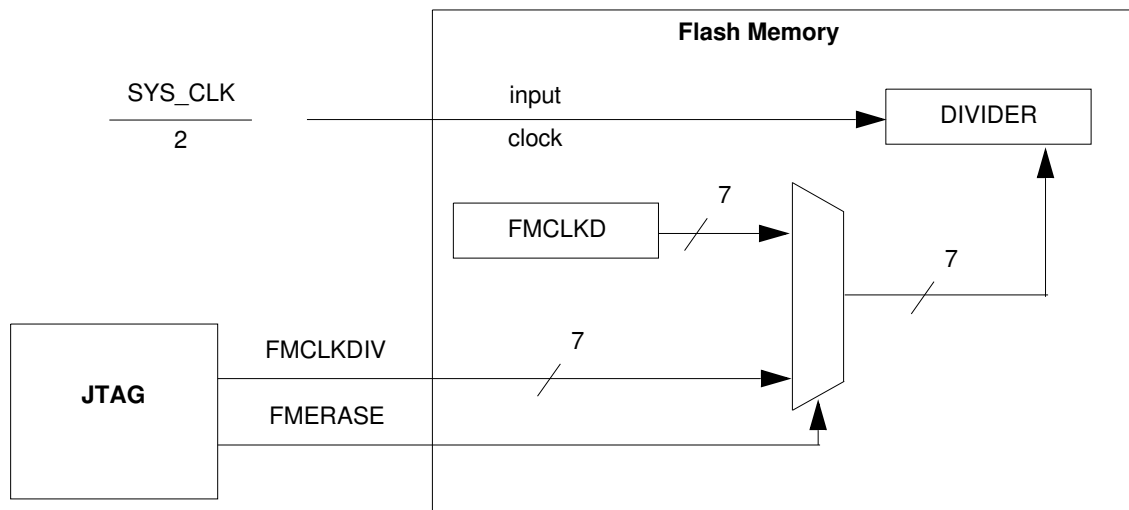 Flash Memory
SYS_CLK
2
input
clock
DIVIDER
7
FMCLKD
7
FMCLKDIV
7
JTAG
FMERASE